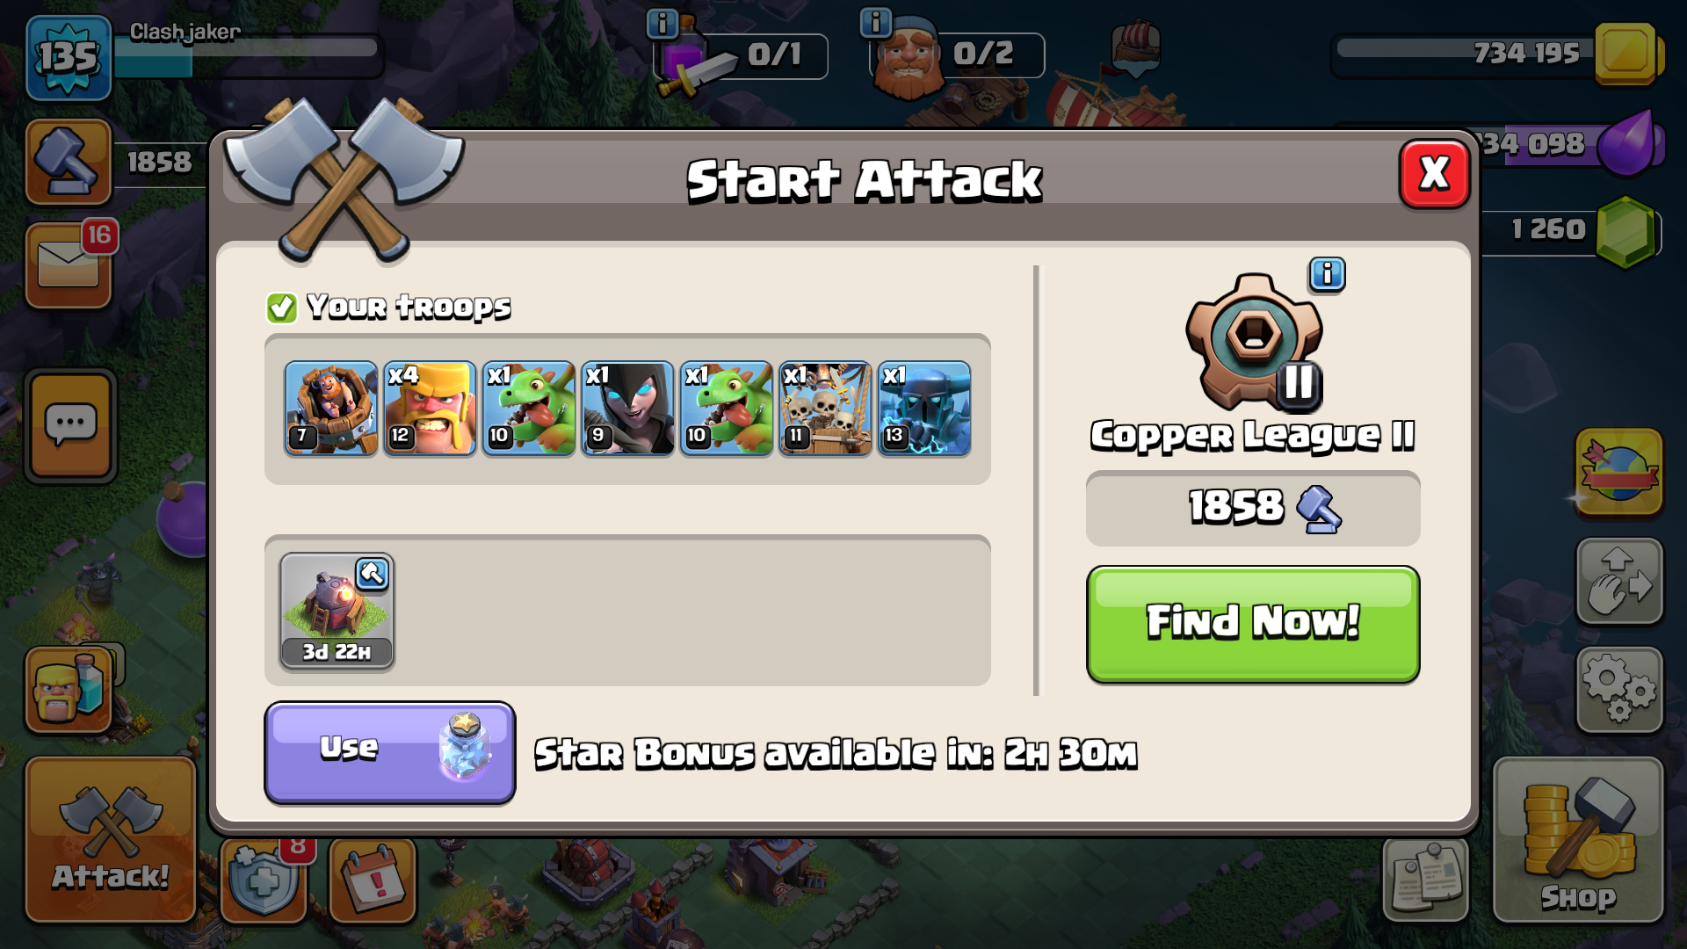 135
Clashjaker
0/1
0/2
734 195
1858
Start Attack
X
34 098
16
1 260
Your troops
7
x4
12
x1
10
x1
9
x1
10
x1
11
x1
13
II
Copper League II
1858
Find Now!
3d 22h
Use
Star Bonus available in: 2h 30m
Attack!
8
Shop